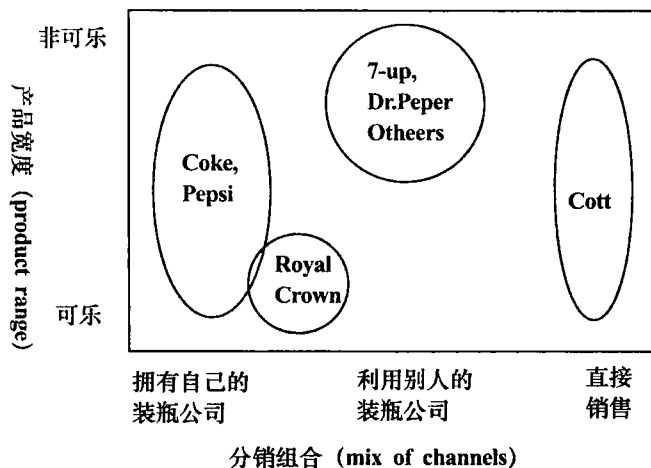 非可乐
7-up,
Dr.Peper
Otheers
产品宽度 (product range)
Coke,
Pepsi
Cott
Royal
Crown
可乐
拥有自己的
装瓶公司
利用别人的
装瓶公司
直接
销售
分销组合 (mix of channels)